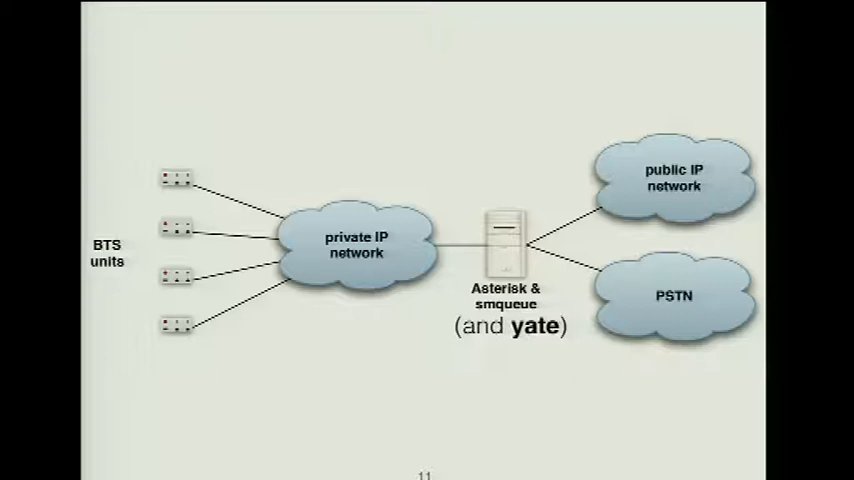 BTS
units
private IP
network
Asterisk &
smqueue
(and yate)
public IP
network
PSTN
11